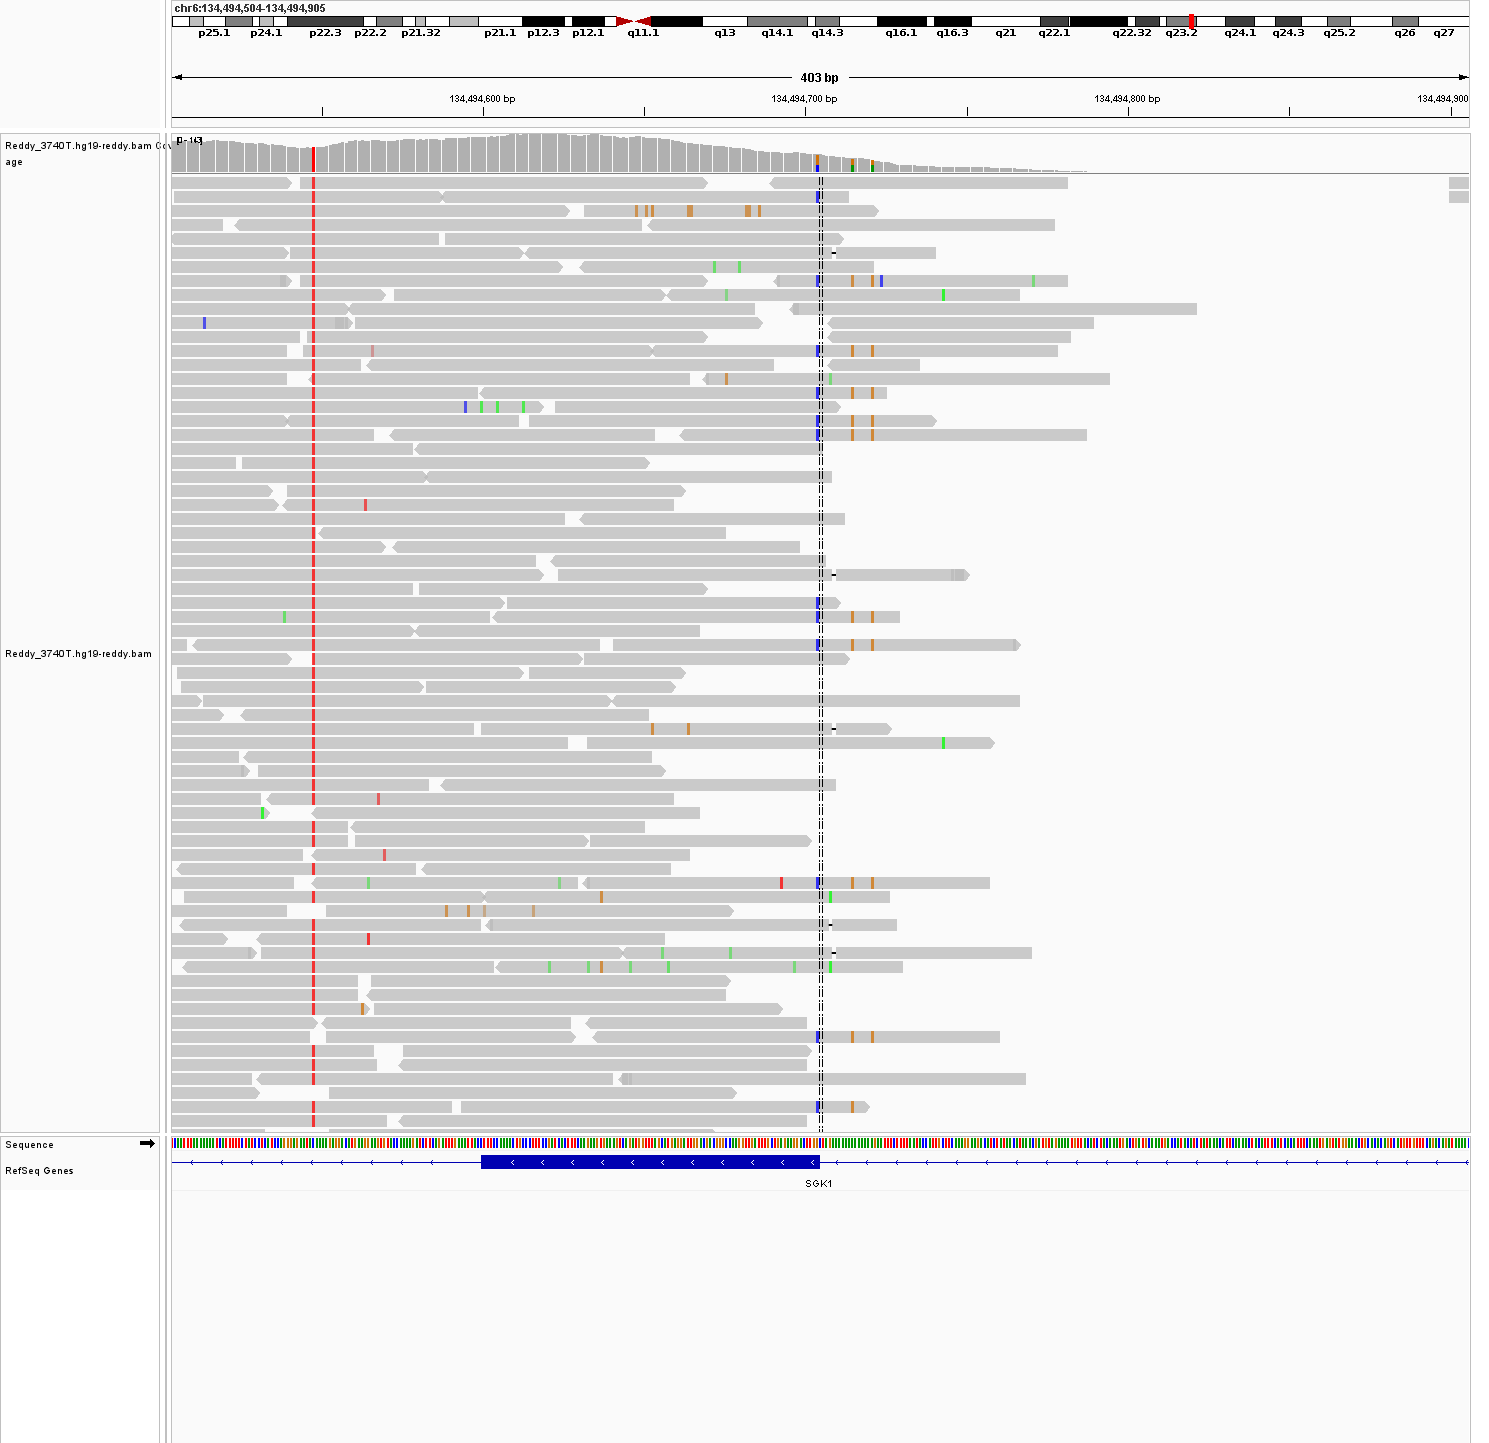 chr6:134,494,504-134,494,905
p25.1 p24.1 p22.3 p22.2 p21.32 p21.1 p12.3 p12.1 q11.1 q13 q14.1 q14.3 q16.1 q16.3 q21 q22.1 q22.32 q23.2 q24.1 q24.3 q25.2 q26 q27
403 bp
134,494,600 bp 134,494,700 bp 134,494,800 bp 134,494,900
Reddy_3740T.hg19-reddy.bam
age
Reddy_3740T.hg19-reddy.bam
Sequence
RefSeq Genes
SGK1